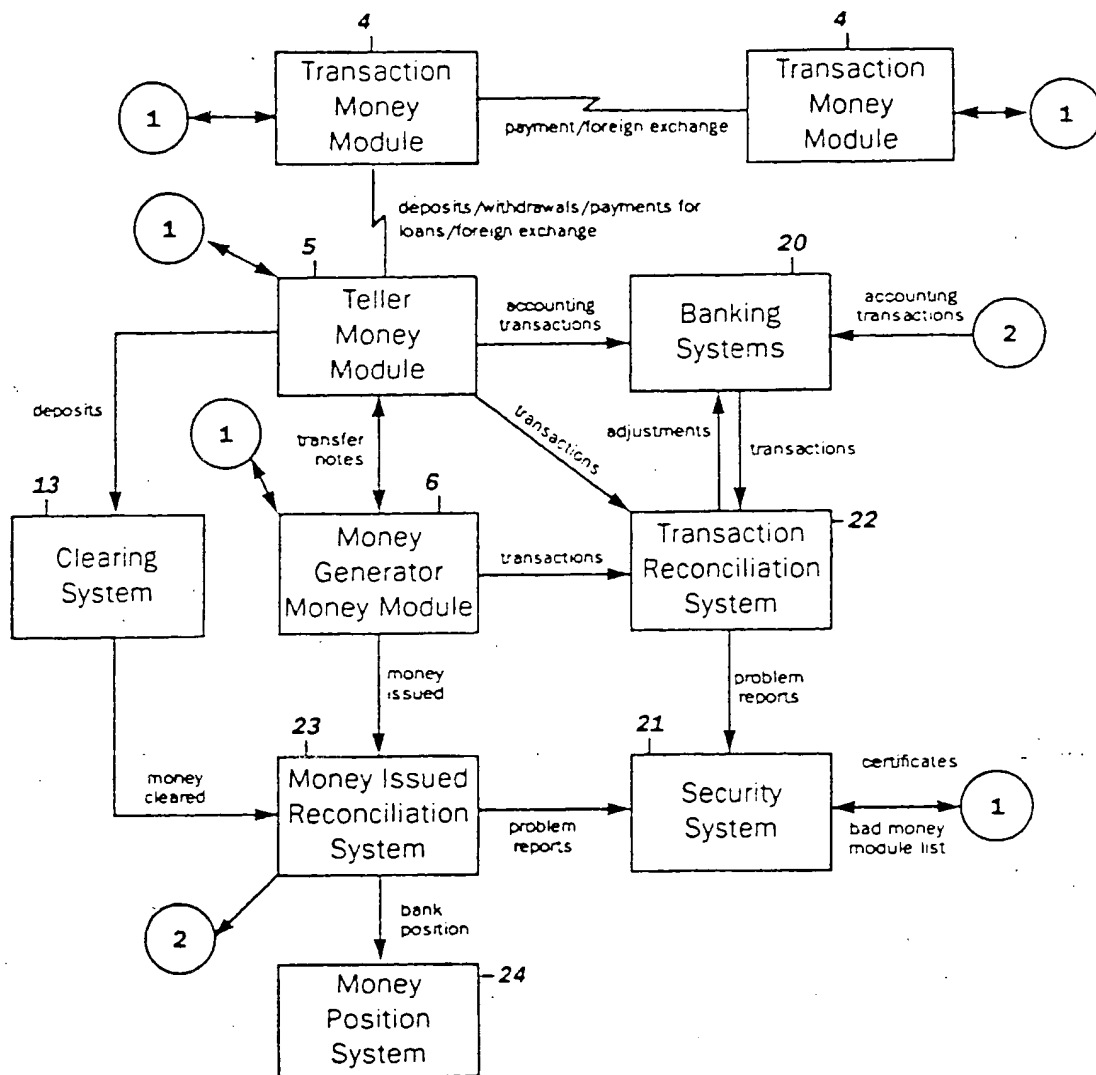 4
4
Transaction
Money
Module
Transaction
Money
Module
1
1
payment/foreign exchange
deposits/withdrawals/payments for
loans/foreign exchange
1
5
20
Teller
Money
Module
accounting
transactions
Banking
Systems
accounting
transactions
2
deposits
1
transfer
notes
transactions
adjustments
transactions
13
6
22
Clearing
System
Money
Generator
Money Module
transactions
Transaction
Reconciliation
System
money
issued
problem
reports
23
21
money
cleared
Money Issued
Reconciliation
System
problem
reports
Security
System
certificates
1
bad money
module list
2
bank
position
24
Money
Position
System